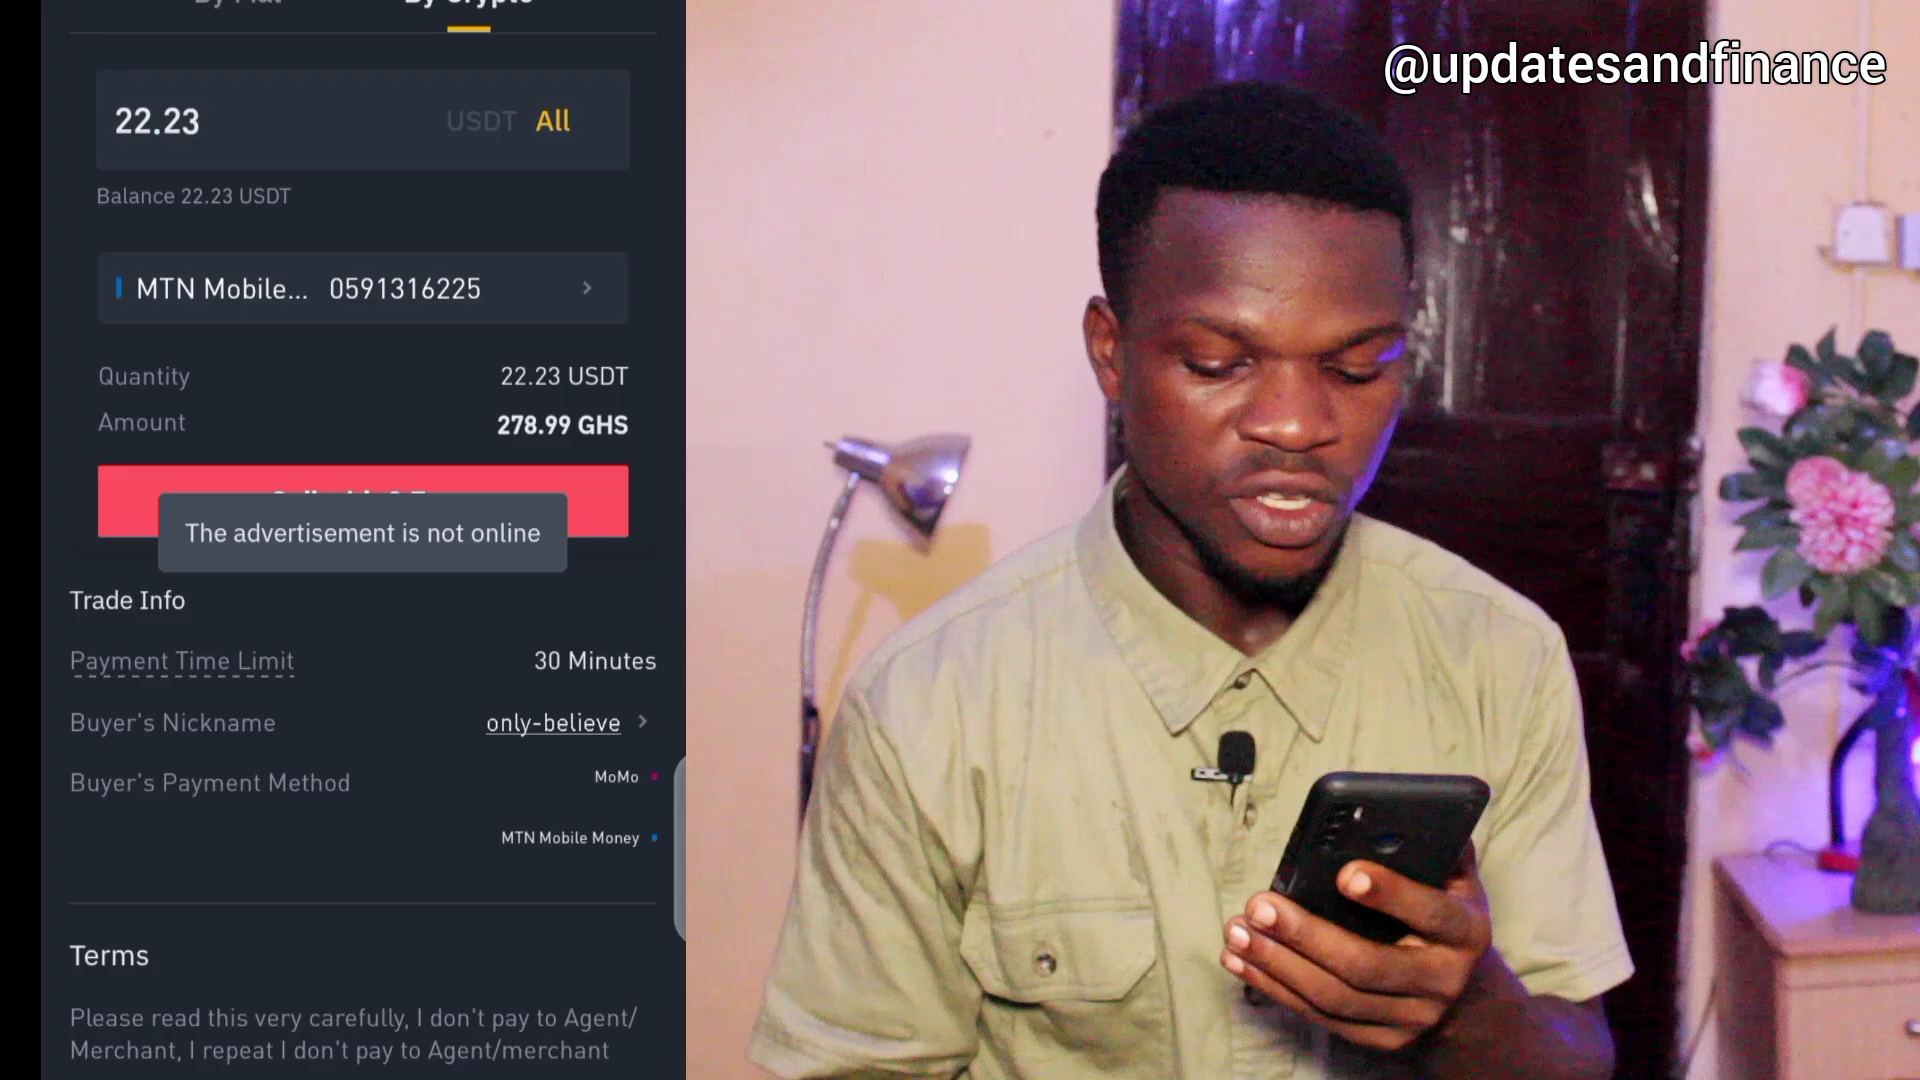 22.23 USDT All
Balance 22.23 USDT
MTN Mobile... 0591316225
Quantity 22.23 USDT
Amount 278.99 GHS
The advertisement is not online
Trade Info
Payment Time Limit 30 Minutes
Buyer's Nickname only-believe
Buyer's Payment Method MoMo
MTN Mobile Money
Terms
Please read this very carefully, I don't pay to Agent/
Merchant, I repeat I don't pay to Agent/merchant
@updatesandfinance